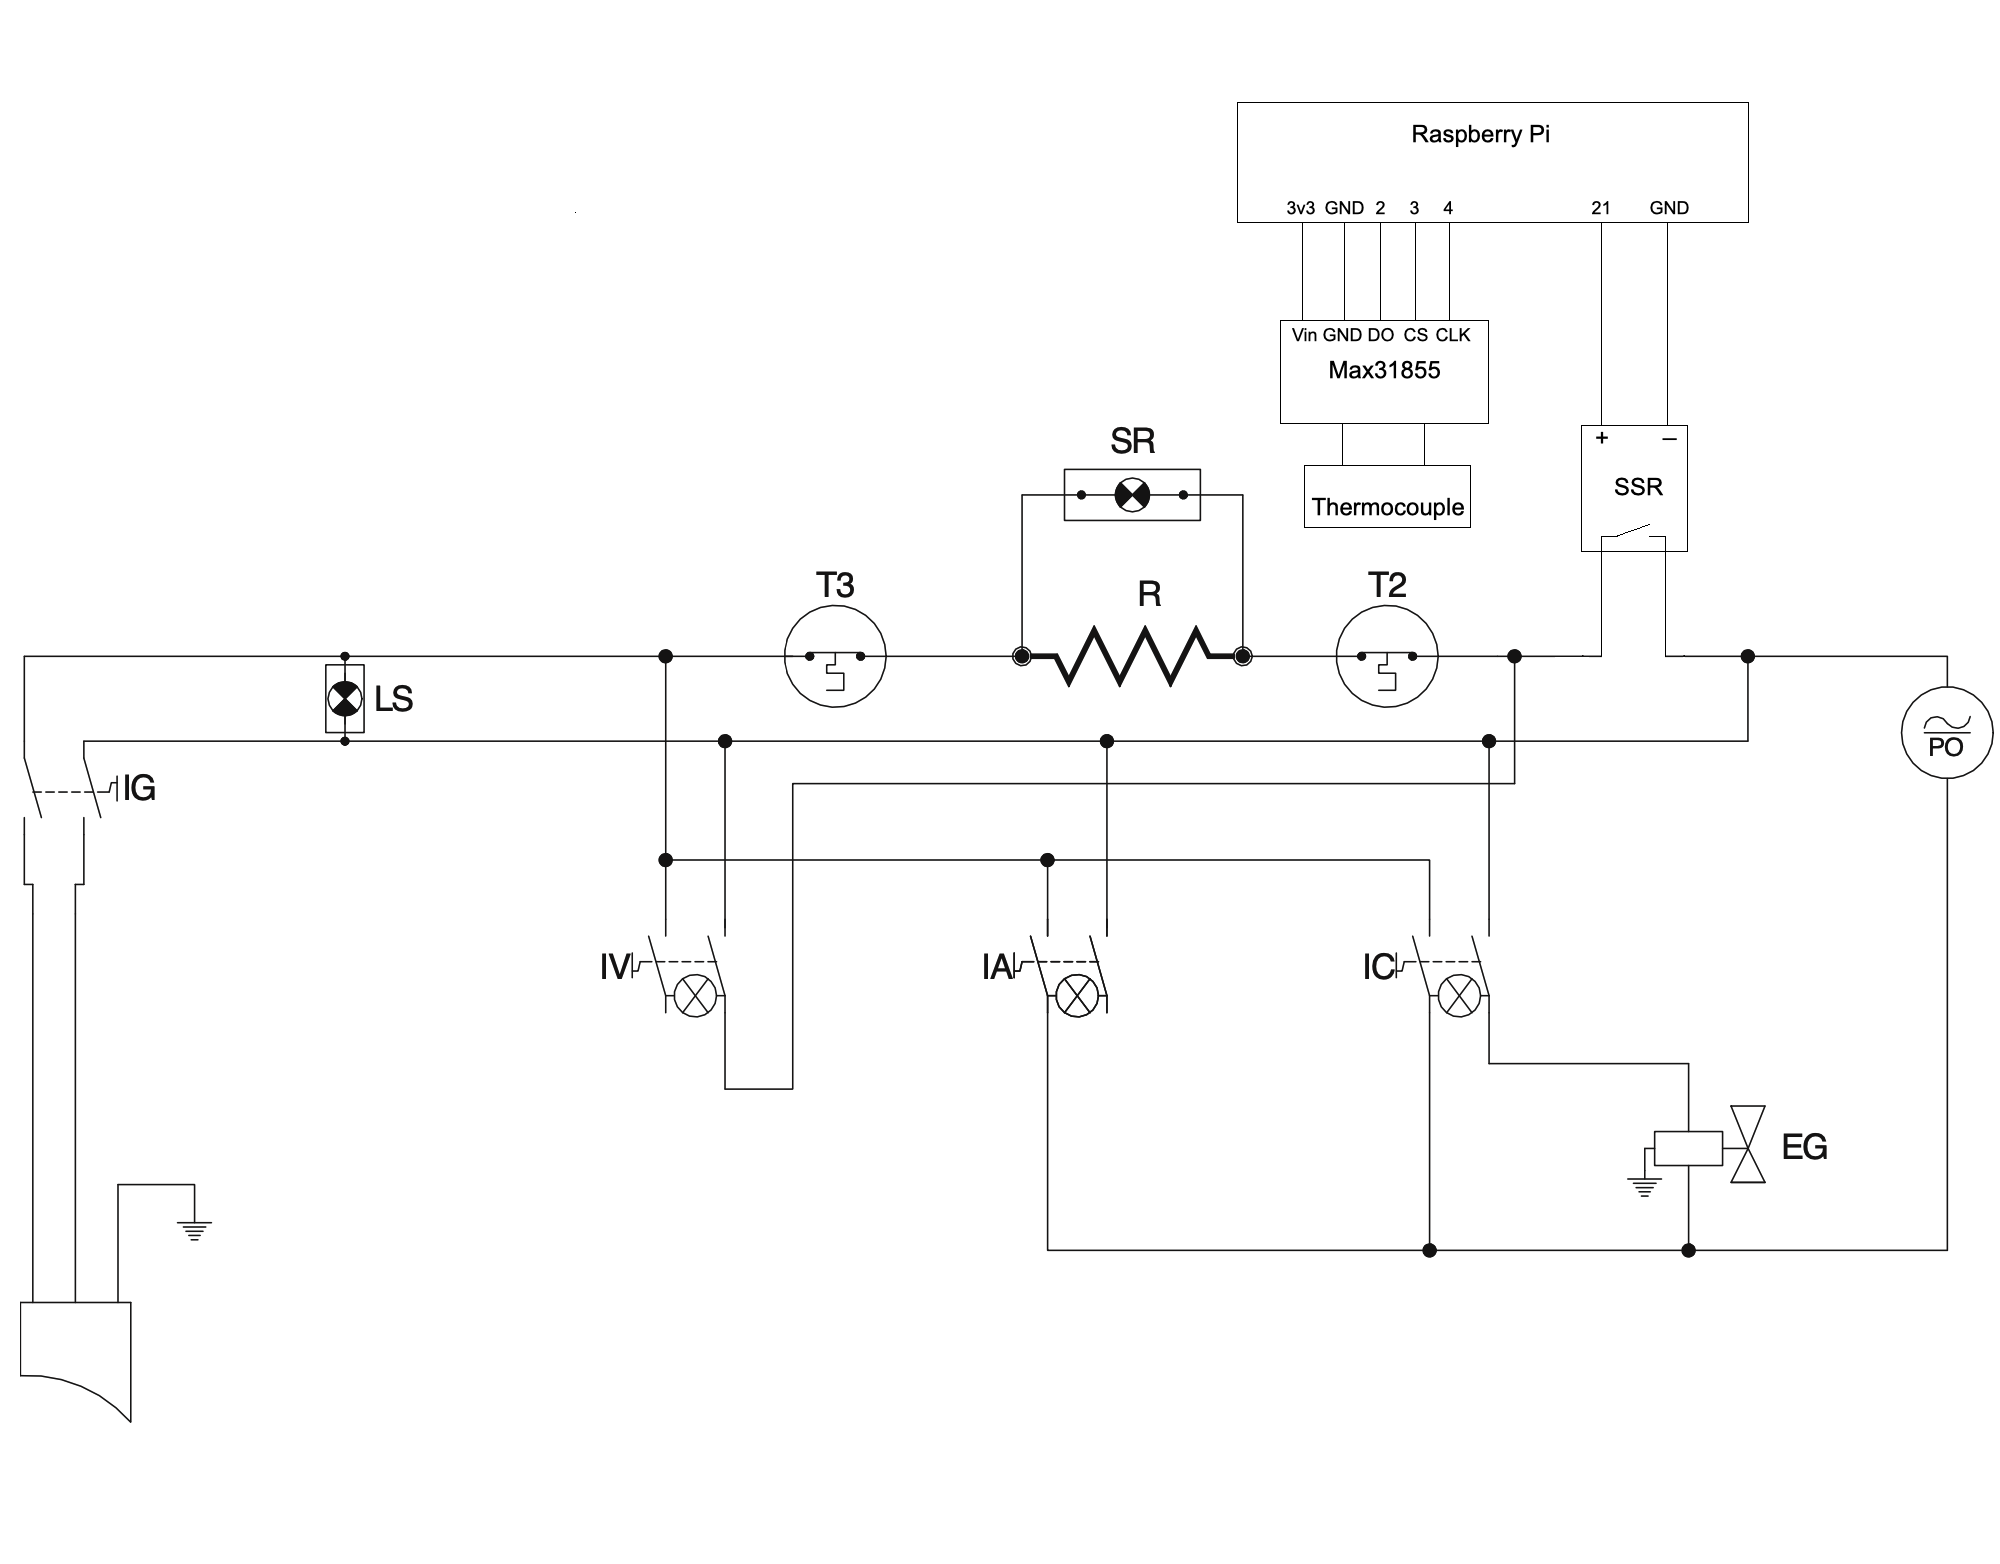 Raspberry Pi
3v3 GND 2 3 4 21 GND
Vin GND DO CS CLK
Max31855
Thermocouple
+ –
SSR
SR
T3
R
T2
LS
PO
IG
IV
IA
IC
EG